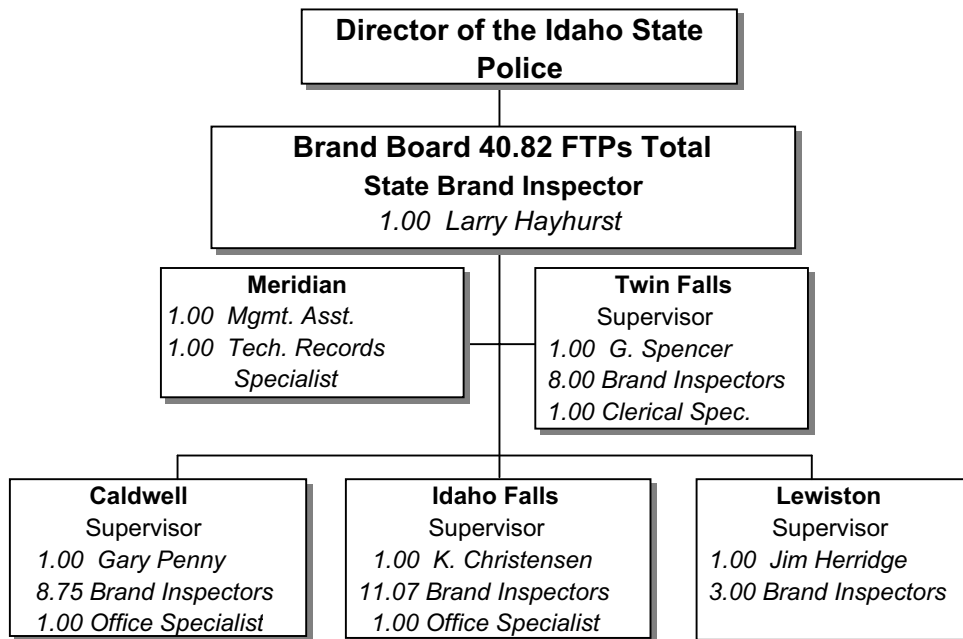 Director of the Idaho State
Police
Brand Board 40.82 FTPs Total
State Brand Inspector
1.00 Larry Hayhurst
Meridian
1.00 Mgmt. Asst.
1.00 Tech. Records
Specialist
Twin Falls
Supervisor
1.00 G. Spencer
8.00 Brand Inspectors
1.00 Clerical Spec.
Caldwell
Supervisor
1.00 Gary Penny
8.75 Brand Inspectors
1.00 Office Specialist
Idaho Falls
Supervisor
1.00 K. Christensen
11.07 Brand Inspectors
1.00 Office Specialist
Lewiston
Supervisor
1.00 Jim Herridge
3.00 Brand Inspectors